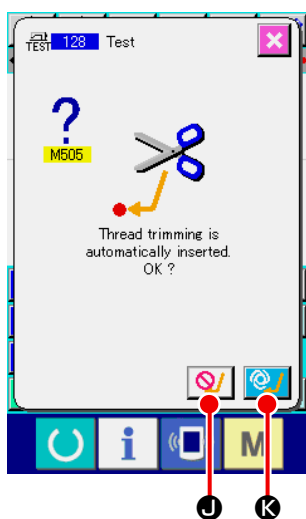 TEST 128 Test
M505
Thread trimming is
automatically inserted.
OK ?
i M
J K